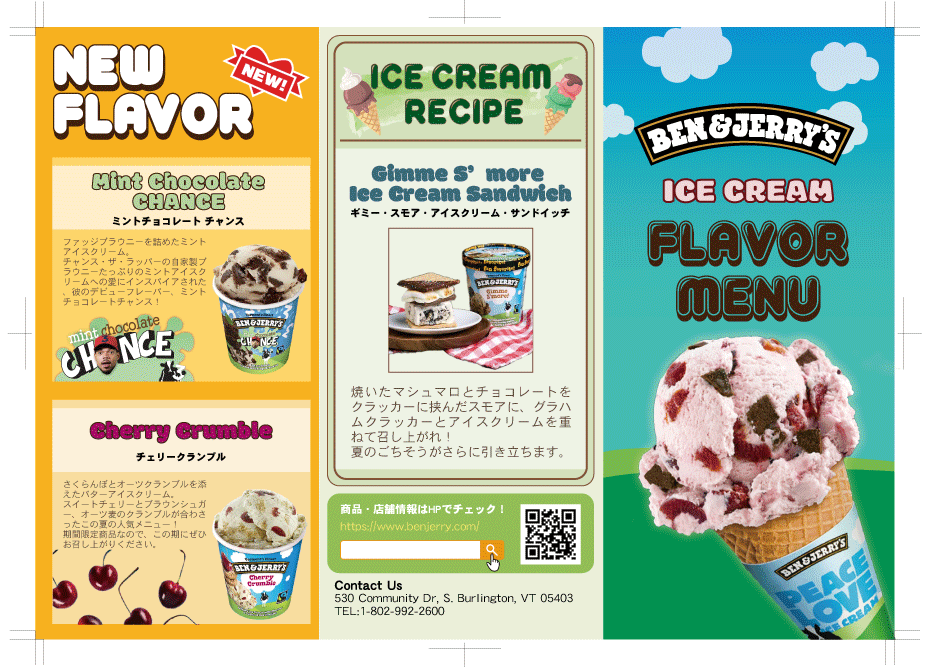 NEW
FLAVOR
NEW!
Mint Chocolate
CHANCE
ミントチョコレート チャンス
ファッジブラウニーを詰めたミント
アイスクリーム。
チャンス・ザ・ラッパーの自家製ブ
ラウニーたっぷりのミントアイスク
リームへの愛にインスパイアされた
、彼のデビューフレーバー、ミント
チョコレートチャンス！
mint chocolate
CHANCE
BEN&JERRY'S
CHANCE
Cherry Crumble
チェリークランブル
さくらんぼとオーツクランブルを添
えたバターアイスクリーム。
スイートチェリーとブラウンシュガ
ー、オーツ麦のクランブルが合わさ
ったこの夏の人気メニュー！
期間限定商品なので、この期にぜひ
お召し上がりください。
BEN&JERRY'S
Cherry
Crumble
ICE CREAM
RECIPE
Gimme S’ more
Ice Cream Sandwich
ギミー・スモア・アイスクリーム・サンドイッチ
BEN&JERRY'S
Gimme
S'more!
焼いたマシュマロとチョコレートを
クラッカーに挟んだスモアに、グラハ
ムクラッカーとアイスクリームを重
ねて召し上がれ！
夏のごちそうがさらに引き立ちます。
商品・店舗情報はHPでチェック！
https://www.benjerry.com/
Contact Us
530 Community Dr, S. Burlington, VT 05403
TEL:1-802-992-2600
BEN&JERRY'S
ICE CREAM
FLAVOR
MENU
BEN&JERRY'S
PEACE
LOVE
ICE CREAM